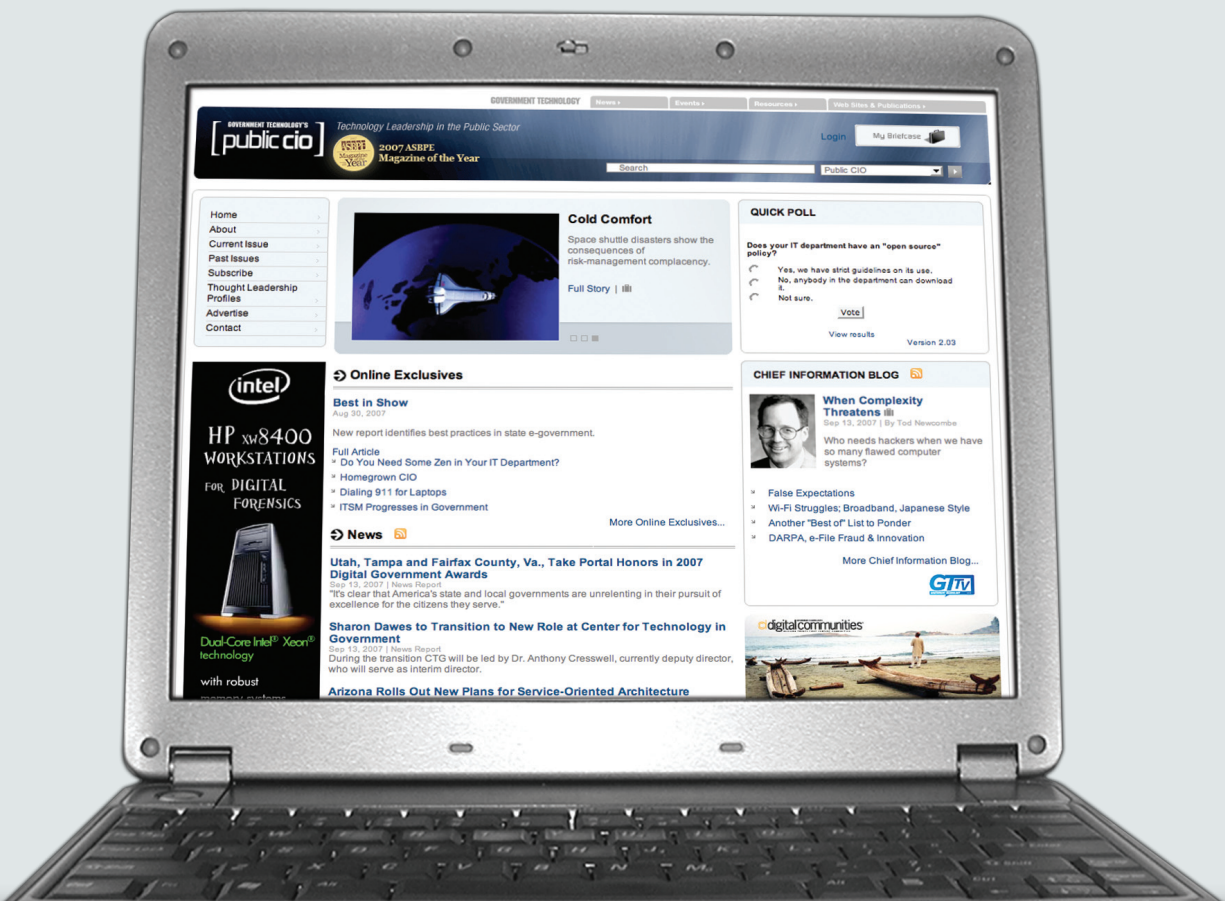 GOVERNMENT TECHNOLOGY
News
Events
Resources
Web Sites & Publications
GOVERNMENT TECHNOLOGY'S
[public cio]
Technology Leadership in the Public Sector
Magazine
of the
Year
2007 ASBPE
Magazine of the Year
Login
My Briefcase
Search
Public CIO
Home
About
Current Issue
Past Issues
Subscribe
Thought Leadership
Profiles
Advertise
Contact
Cold Comfort
Space shuttle disasters show the
consequences of
risk-management complacency.
Full Story |
QUICK POLL
Does your IT department have an "open source"
policy?
Yes, we have strict guidelines on its use.
No, anybody in the department can download
it.
Not sure.
Vote
View results
Version 2.03
intel
HP xw8400
WORKSTATIONS
FOR DIGITAL
FORENSICS
Dual-Core Intel® Xeon®
technology
with robust
memory systems
Online Exclusives
Best in Show
Aug 30, 2007
New report identifies best practices in state e-government.
Full Article
Do You Need Some Zen in Your IT Department?
Homegrown CIO
Dialing 911 for Laptops
ITSM Progresses in Government
More Online Exclusives...
News
Utah, Tampa and Fairfax County, Va., Take Portal Honors in 2007
Digital Government Awards
Sep 13, 2007 | News Report
"It's clear that America's state and local governments are unrelenting in their pursuit of
excellence for the citizens they serve."
Sharon Dawes to Transition to New Role at Center for Technology in
Government
Sep 13, 2007 | News Report
During the transition CTG will be led by Dr. Anthony Cresswell, currently deputy director,
who will serve as interim director.
Arizona Rolls Out New Plans for Service-Oriented Architecture
CHIEF INFORMATION BLOG
When Complexity
Threatens
Sep 13, 2007 | By Tod Newcombe
Who needs hackers when we have
so many flawed computer
systems?
False Expectations
Wi-Fi Struggles; Broadband, Japanese Style
Another "Best of" List to Ponder
DARPA, e-File Fraud & Innovation
More Chief Information Blog...
GTtv
digitalcommunities